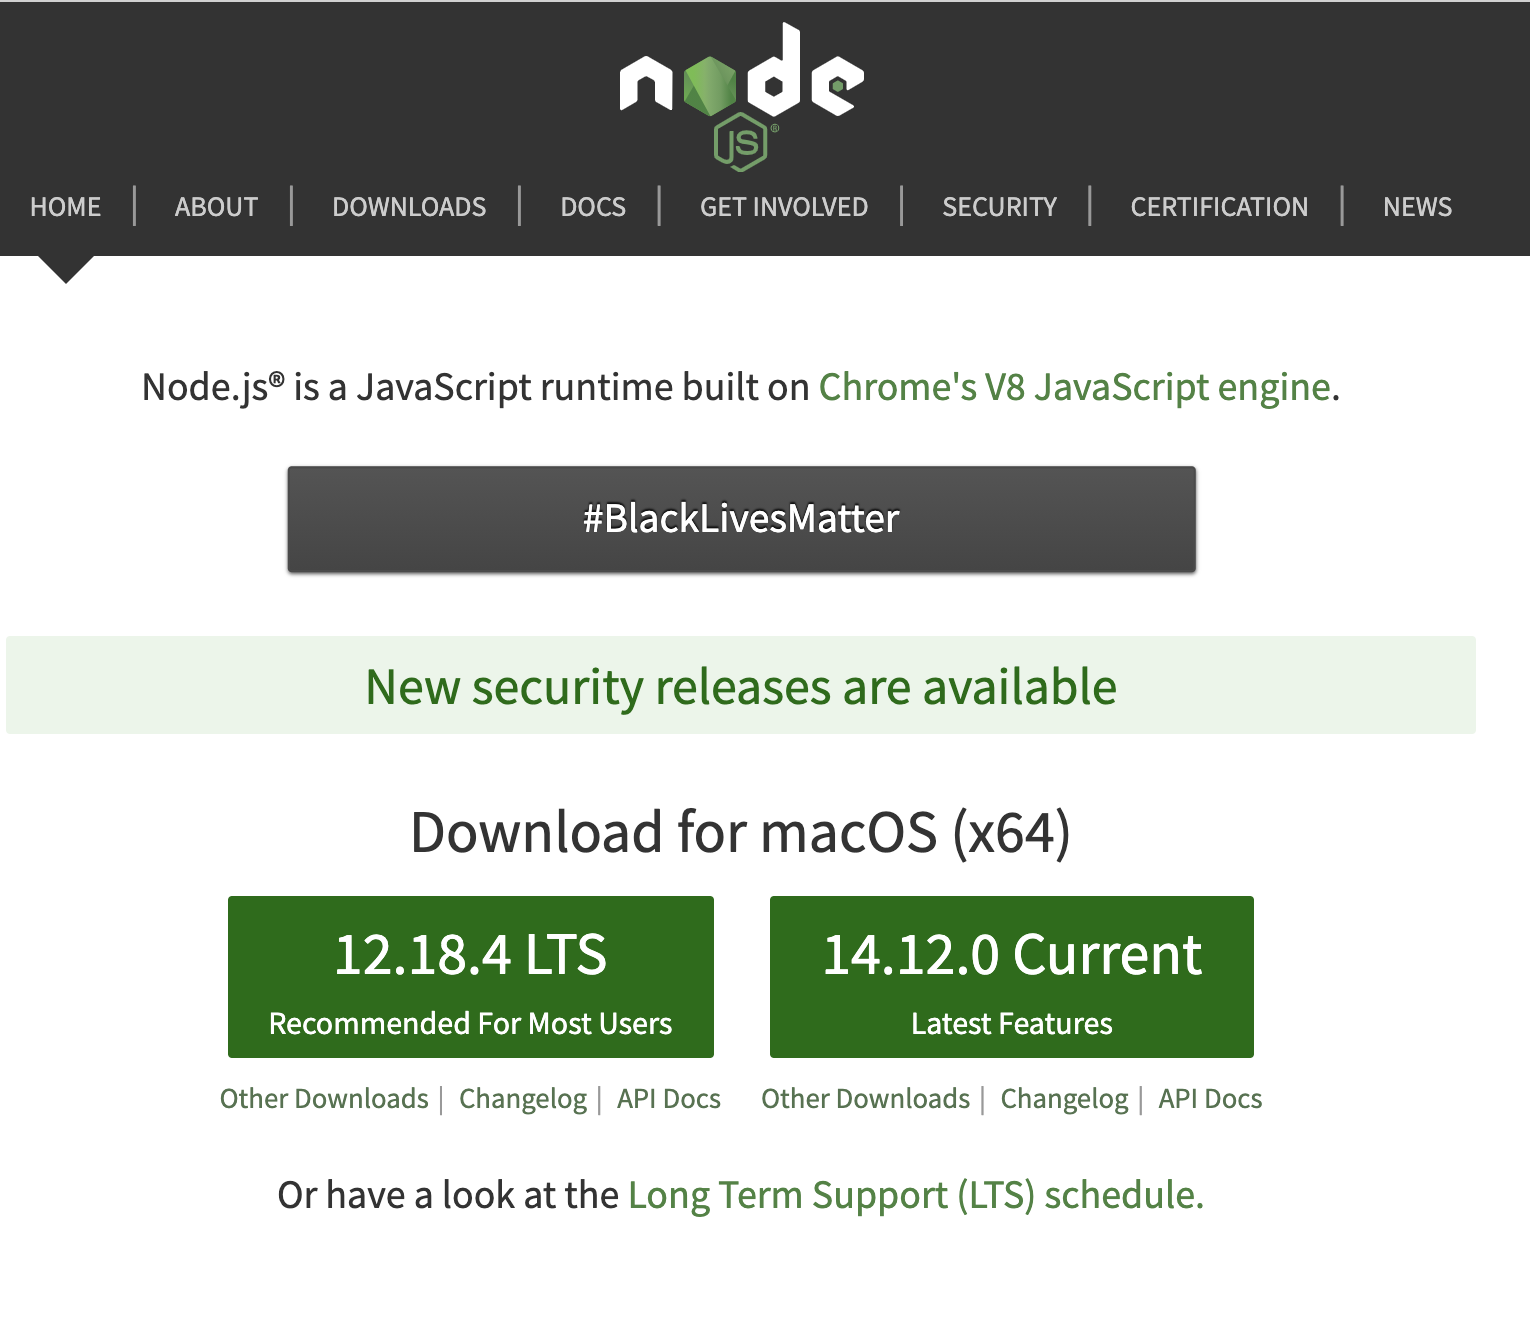 node
JS®
HOME | ABOUT | DOWNLOADS | DOCS | GET INVOLVED | SECURITY | CERTIFICATION | NEWS
Node.js® is a JavaScript runtime built on Chrome's V8 JavaScript engine.
#BlackLivesMatter
New security releases are available
Download for macOS (x64)
12.18.4 LTS
Recommended For Most Users
Other Downloads | Changelog | API Docs
14.12.0 Current
Latest Features
Other Downloads | Changelog | API Docs
Or have a look at the Long Term Support (LTS) schedule.